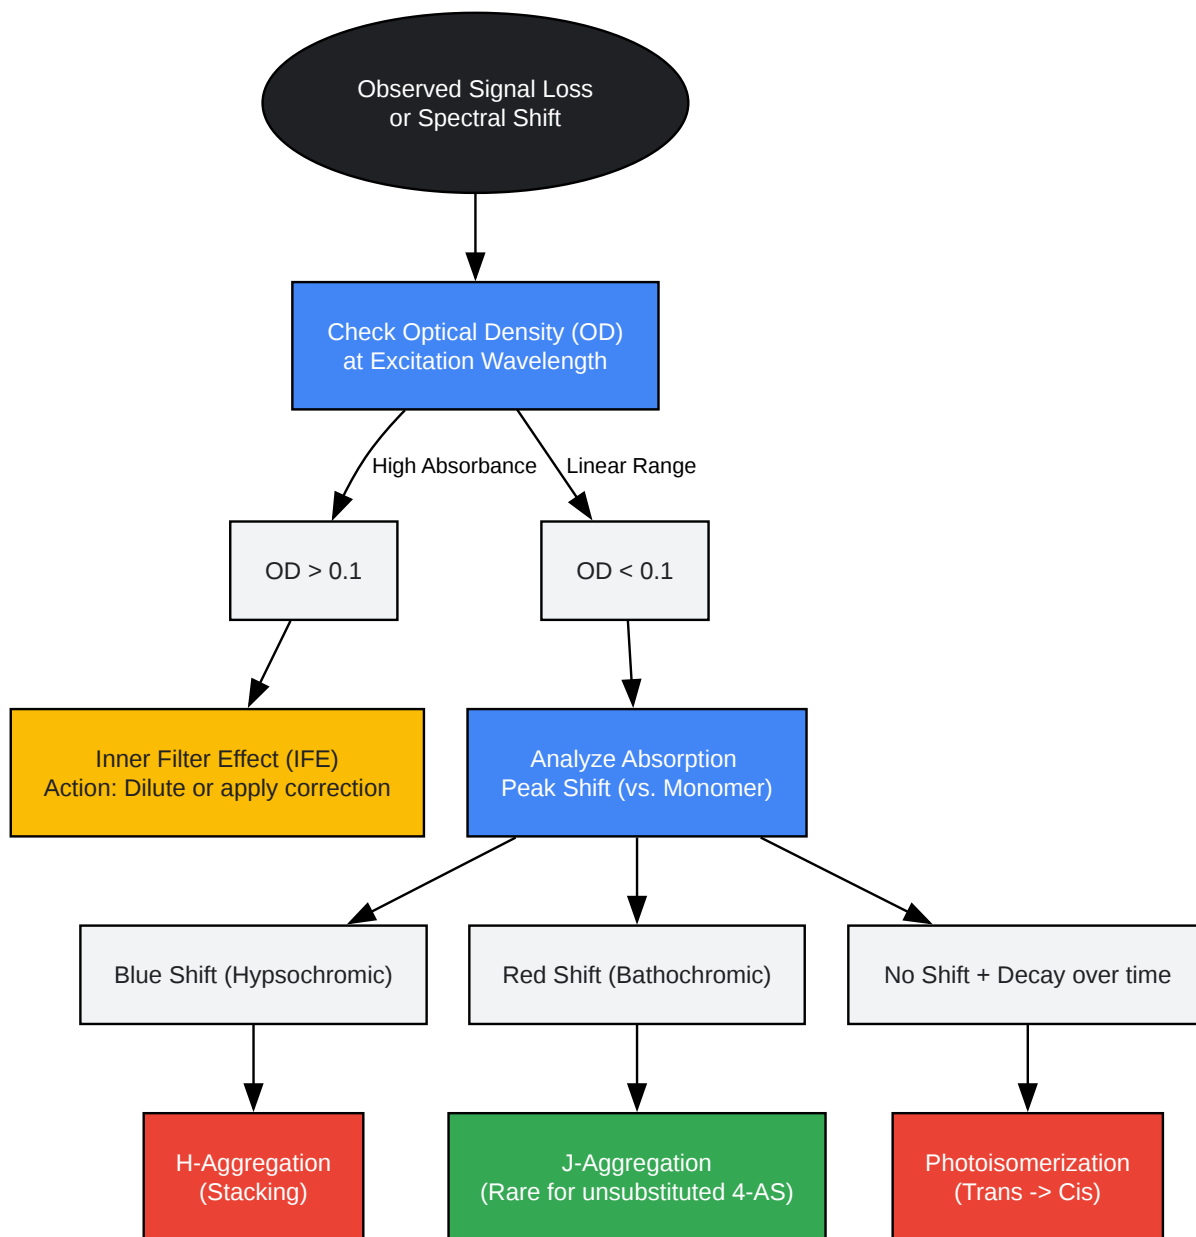 Observed Signal Loss
or Spectral Shift
Check Optical Density (OD)
at Excitation Wavelength
High Absorbance
Linear Range
OD > 0.1
OD < 0.1
Inner Filter Effect (IFE)
Action: Dilute or apply correction
Analyze Absorption
Peak Shift (vs. Monomer)
Blue Shift (Hypsochromic)
Red Shift (Bathochromic)
No Shift + Decay over time
H-Aggregation
(Stacking)
J-Aggregation
(Rare for unsubstituted 4-AS)
Photoisomerization
(Trans -> Cis)